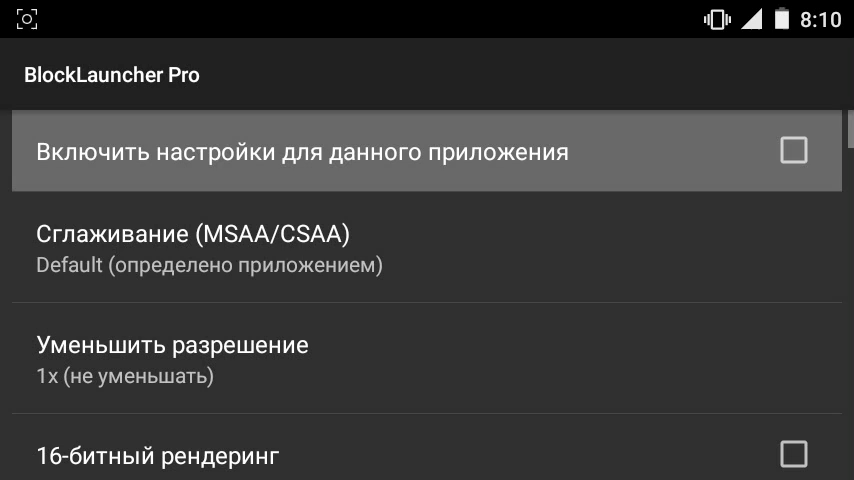 8:10
BlockLauncher Pro
Включить настройки для данного приложения
Сглаживание (MSAA/CSAA)
Default (определено приложением)
Уменьшить разрешение
1x (не уменьшать)
16-битный рендеринг